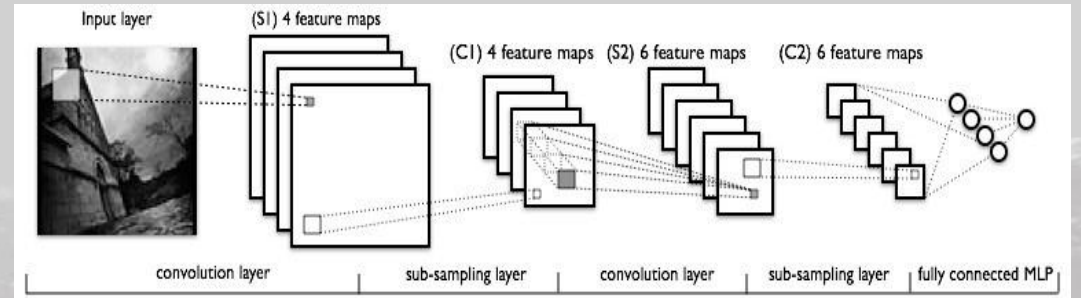 Input layer
(S1) 4 feature maps
(C1) 4 feature maps
(S2) 6 feature maps
(C2) 6 feature maps
convolution layer
sub-sampling layer
convolution layer
sub-sampling layer
fully connected MLP